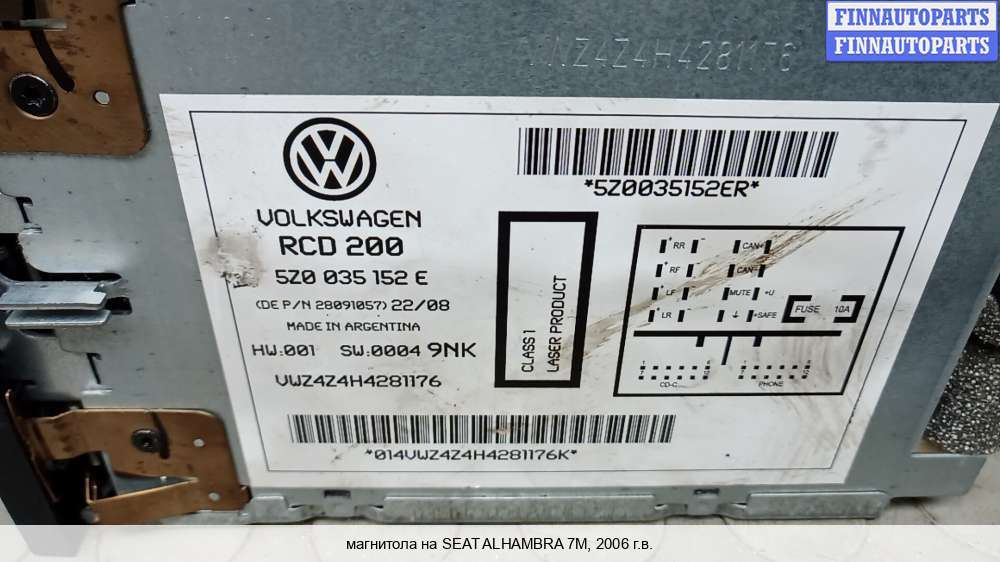 FINNAUTOPARTS
FINNAUTOPARTS
VWZ4Z4H4281176
*5Z0035152ER*
VOLKSWAGEN
RCD 200
5Z0 035 152 E
(DE P/N 28091057) 22/08
MADE IN ARGENTINA
HW:001 SW:0004 9NK
VWZ4Z4H4281176
*014VWZ4Z4H4281176K*
CLASS 1
LASER PRODUCT
+ RR - CAN+
+ RF - CAN-
+ LF - MUTE +U
+ LR - +SAFE
FUSE 10A
CD-C PHONE
магнитола на SEAT ALHAMBRA 7M, 2006 г.в.